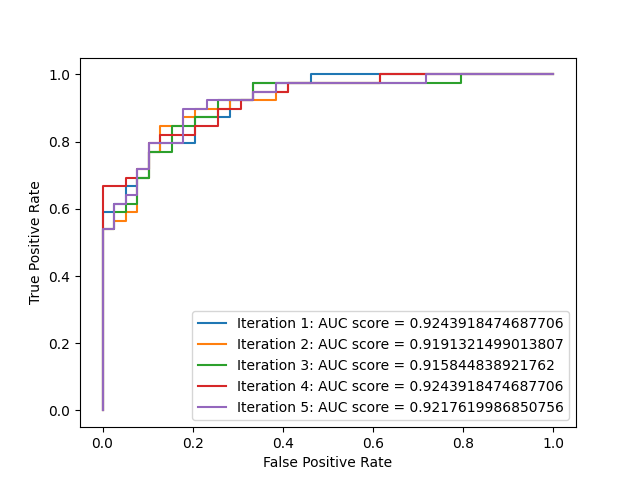 1.0
0.8
0.6
0.4
0.2
0.0
True Positive Rate
Iteration 1: AUC score = 0.9243918474687706
Iteration 2: AUC score = 0.9191321499013807
Iteration 3: AUC score = 0.915844838921762
Iteration 4: AUC score = 0.9243918474687706
Iteration 5: AUC score = 0.9217619986850756
0.0 0.2 0.4 0.6 0.8 1.0
False Positive Rate